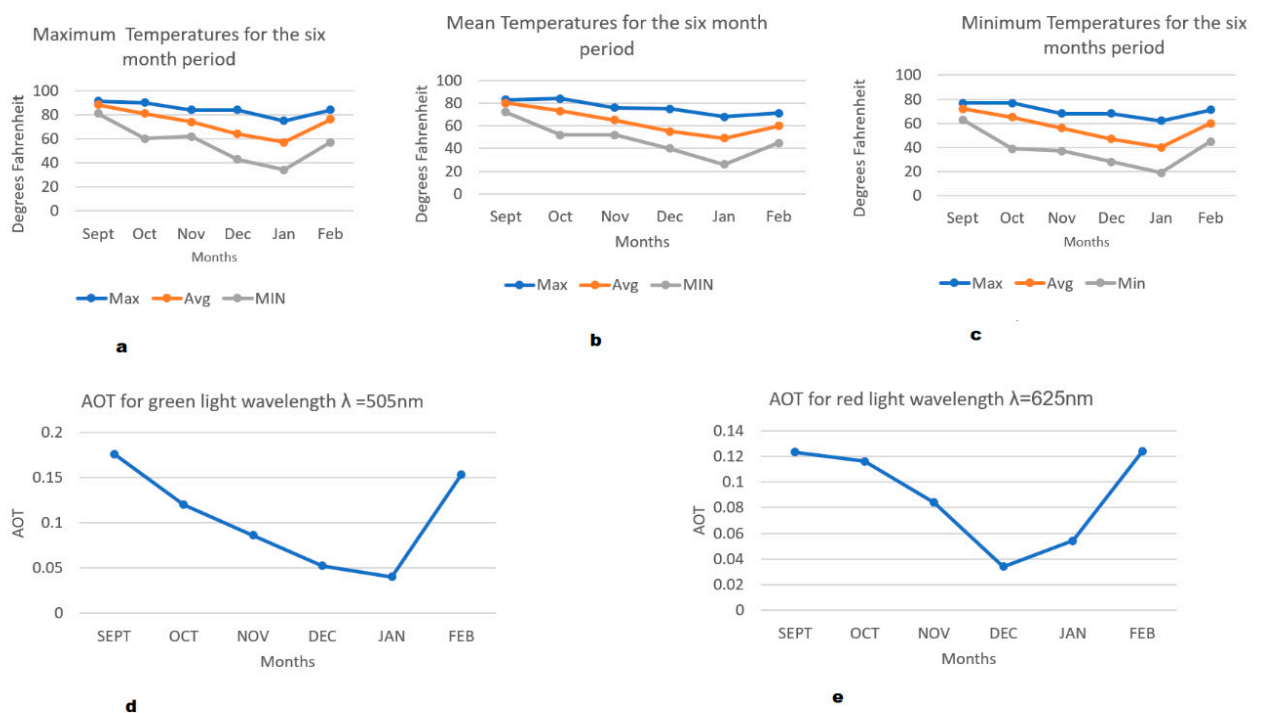 Maximum Temperatures for the six
month period
100
80
60
40
20
0
Degrees Fahrenheit
Sept Oct Nov Dec Jan Feb
Months
Max Avg MIN
a
Mean Temperatures for the six month
period
100
80
60
40
20
0
Degrees Fahrenheit
Sept Oct Nov Dec Jan Feb
Months
Max Avg MIN
b
Minimum Temperatures for the six
months period
100
80
60
40
20
0
Degrees Fahrenheit
Sept Oct Nov Dec Jan Feb
Months
Max Avg Min
c
AOT for green light wavelength λ =505nm
0.2
0.15
0.1
0.05
0
AOT
SEPT OCT NOV DEC JAN FEB
Months
d
AOT for red light wavelength λ=625nm
0.14
0.12
0.1
0.08
0.06
0.04
0.02
0
AOT
SEPT OCT NOV DEC JAN FEB
Months
e